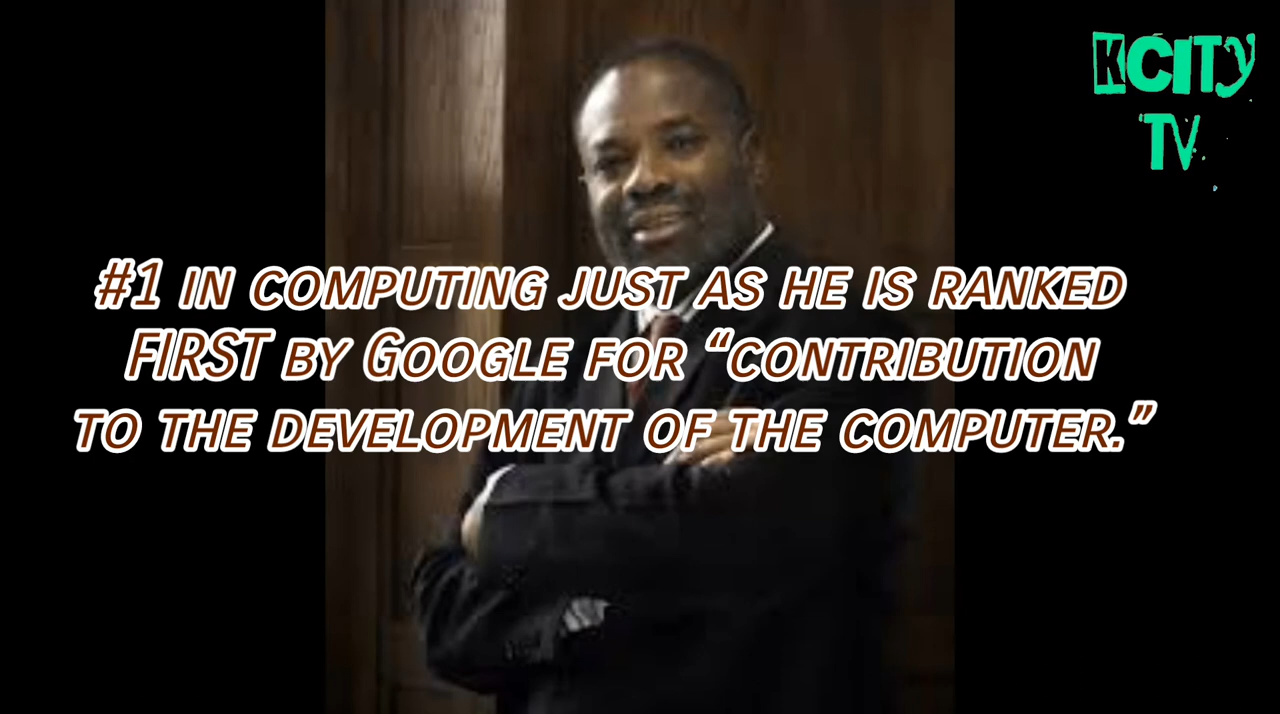 KCITY
TV
#1 IN COMPUTING JUST AS HE IS RANKED
FIRST BY GOOGLE FOR “CONTRIBUTION
TO THE DEVELOPMENT OF THE COMPUTER.”